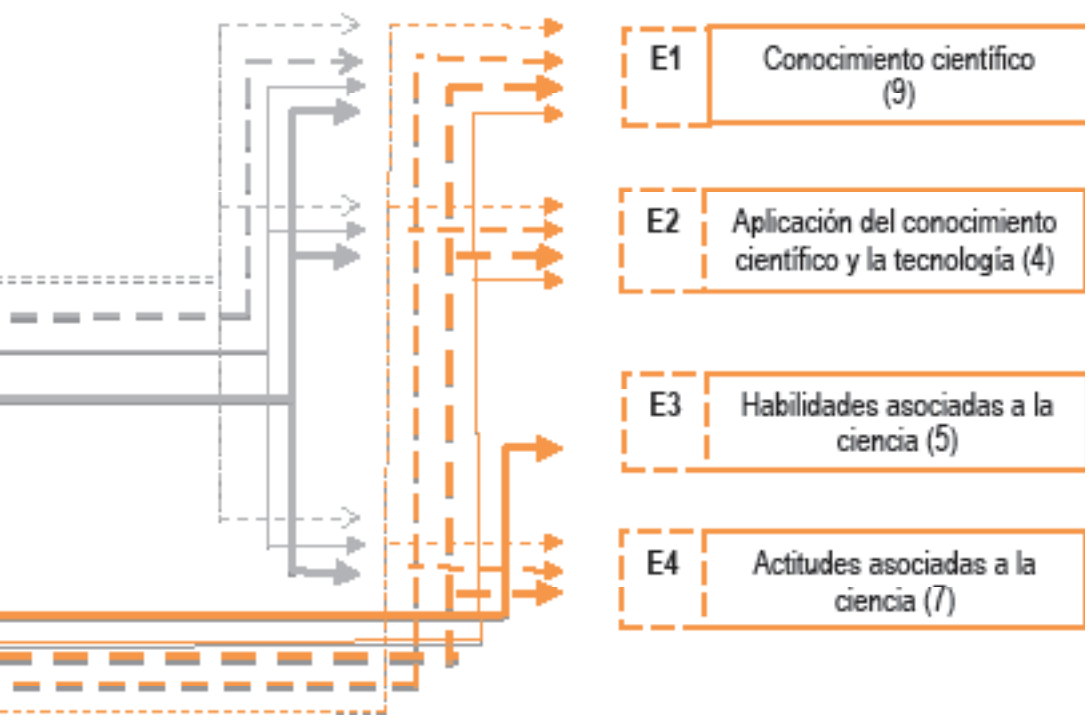 E1
Conocimiento científico
(9)
E2
Aplicación del conocimiento
científico y la tecnología (4)
E3
Habilidades asociadas a la
ciencia (5)
E4
Actitudes asociadas a la
ciencia (7)